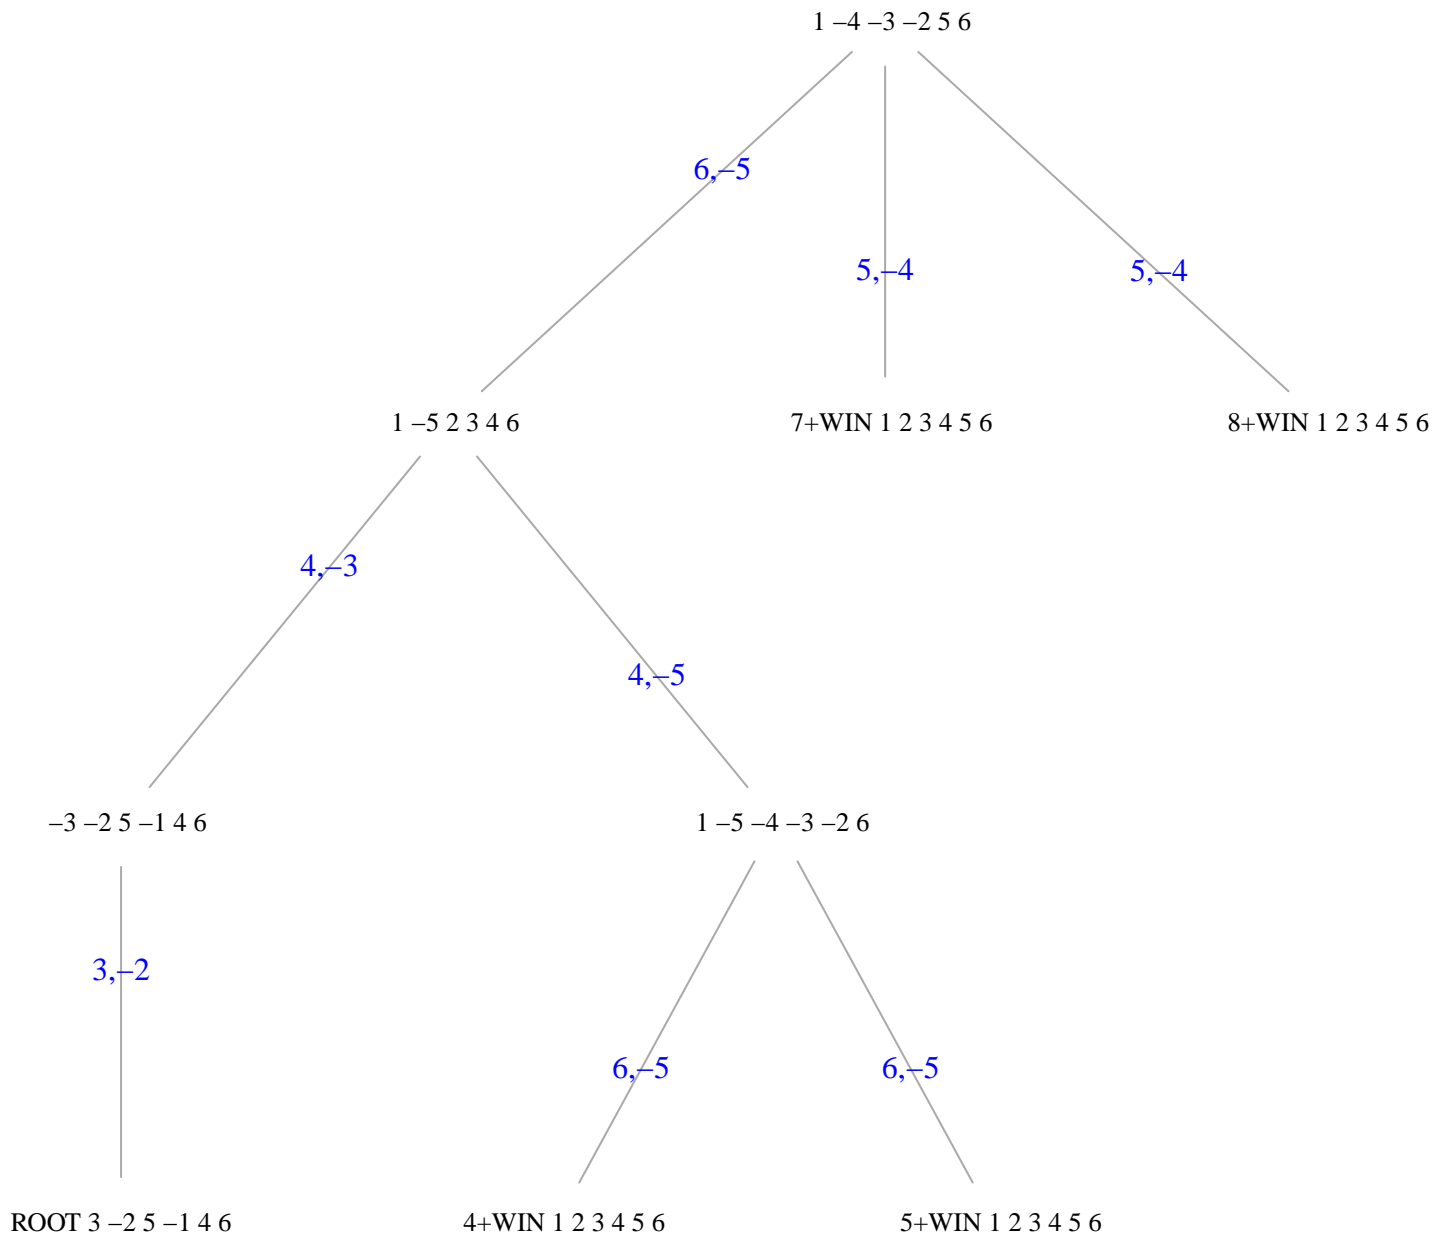 1 –4 –3 –2 5 6
6,–5
5,–4
5,–4
1 –5 2 3 4 6
7+WIN 1 2 3 4 5 6
8+WIN 1 2 3 4 5 6
4,–3
4,–5
–3 –2 5 –1 4 6
1 –5 –4 –3 –2 6
3,–2
6,–5
6,–5
ROOT 3 –2 5 –1 4 6
4+WIN 1 2 3 4 5 6
5+WIN 1 2 3 4 5 6